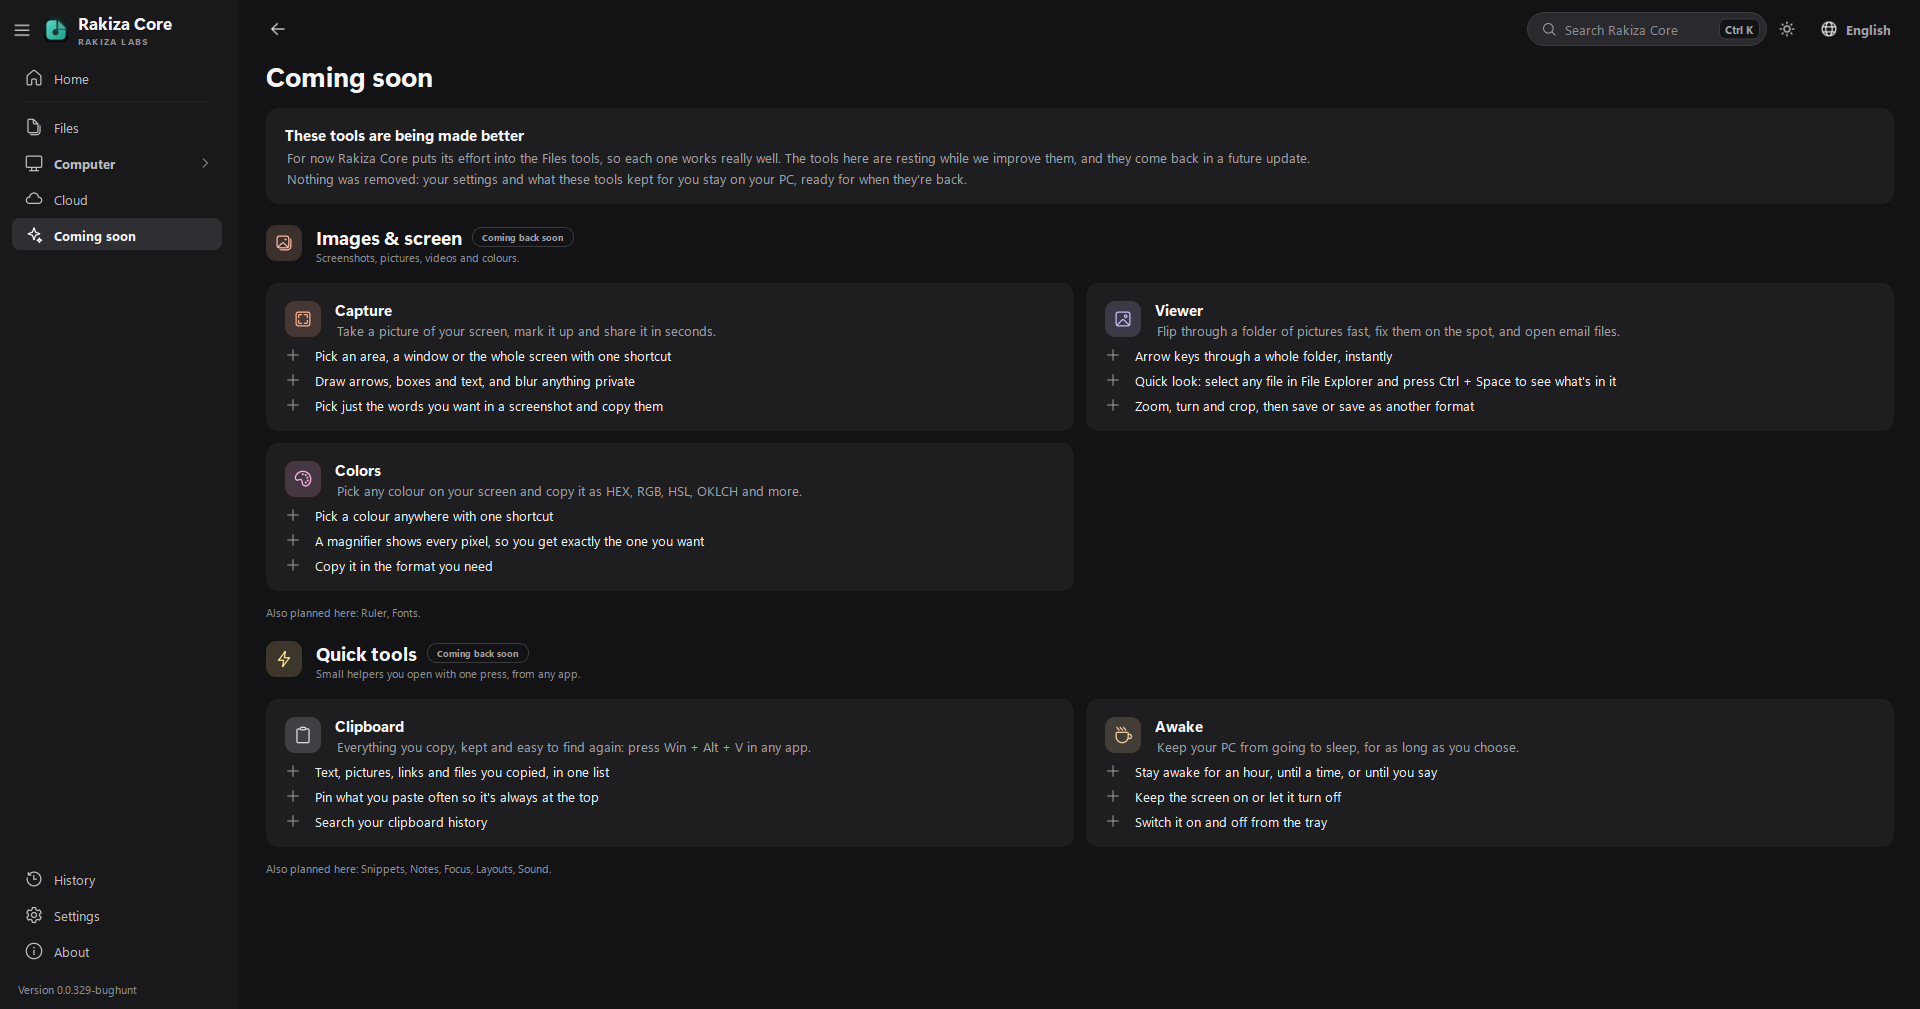 Rakiza Core
RAKIZA LABS
Search Rakiza Core
Ctrl K
English
Home
Files
Computer
Cloud
Coming soon
History
Settings
About
Version 0.0.329-bughunt
Coming soon
These tools are being made better
For now Rakiza Core puts its effort into the Files tools, so each one works really well. The tools here are resting while we improve them, and they come back in a future update.
Nothing was removed: your settings and what these tools kept for you stay on your PC, ready for when they're back.
Images & screen
Coming back soon
Screenshots, pictures, videos and colours.
Capture
Take a picture of your screen, mark it up and share it in seconds.
Pick an area, a window or the whole screen with one shortcut
Draw arrows, boxes and text, and blur anything private
Pick just the words you want in a screenshot and copy them
Viewer
Flip through a folder of pictures fast, fix them on the spot, and open email files.
Arrow keys through a whole folder, instantly
Quick look: select any file in File Explorer and press Ctrl + Space to see what's in it
Zoom, turn and crop, then save or save as another format
Colors
Pick any colour on your screen and copy it as HEX, RGB, HSL, OKLCH and more.
Pick a colour anywhere with one shortcut
A magnifier shows every pixel, so you get exactly the one you want
Copy it in the format you need
Also planned here: Ruler, Fonts.
Quick tools
Coming back soon
Small helpers you open with one press, from any app.
Clipboard
Everything you copy, kept and easy to find again: press Win + Alt + V in any app.
Text, pictures, links and files you copied, in one list
Pin what you paste often so it's always at the top
Search your clipboard history
Awake
Keep your PC from going to sleep, for as long as you choose.
Stay awake for an hour, until a time, or until you say
Keep the screen on or let it turn off
Switch it on and off from the tray
Also planned here: Snippets, Notes, Focus, Layouts, Sound.